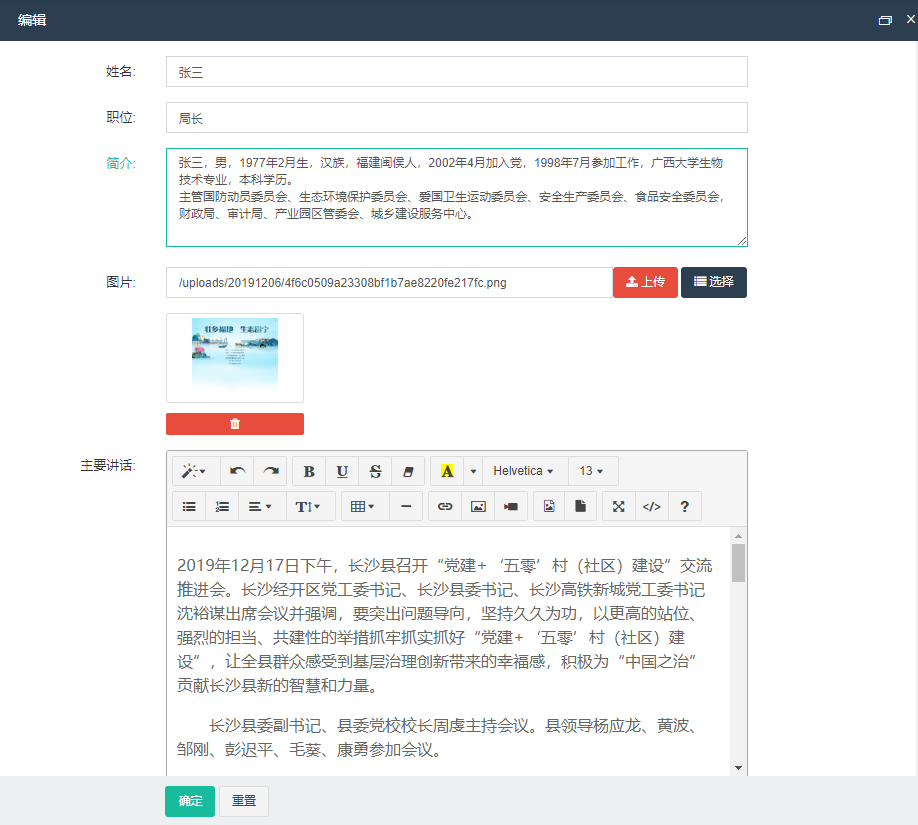 编辑
姓名: 张三
职位: 局长
简介: 张三，男，1977年2月生，汉族，福建闽侯人，2002年4月加入党，1998年7月参加工作，广西大学生物
技术专业，本科学历。
主管国防动员委员会、生态环境保护委员会、爱国卫生运动委员会、安全生产委员会、食品安全委员会，
财政局、审计局、产业园区管委会、城乡建设服务中心。
图片: /uploads/20191206/4f6c0509a23308bf1b7ae8220fe217fc.png 上传 选择
主要讲话:
B U S A Helvetica 13
T </> ?
2019年12月17日下午，长沙县召开“党建+‘五零’村（社区）建设”交流
推进会。长沙经开区党工委书记、长沙县委书记、长沙高铁新城党工委书记
沈裕谋出席会议并强调，要突出问题导向，坚持久久为功，以更高的站位、
强烈的担当、共建性的举措抓牢抓实抓好“党建+‘五零’村（社区）建
设”，让全县群众感受到基层治理创新带来的幸福感，积极为“中国之治”
贡献长沙县新的智慧和力量。
长沙县委副书记、县委党校校长周虔主持会议。县领导杨应龙、黄波、
邹刚、彭迟平、毛葵、康勇参加会议。
确定 重置